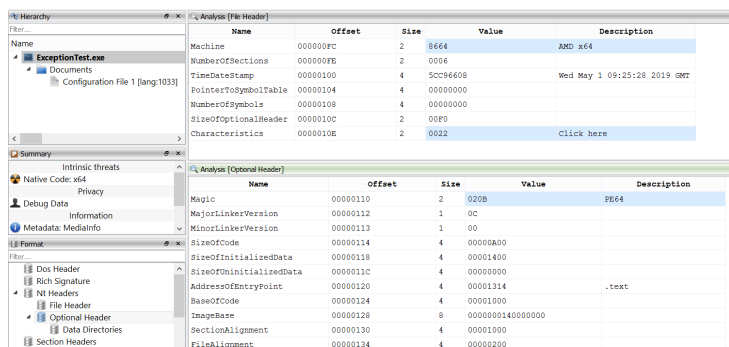 Hierarchy
Filter...
Name
ExceptionTest.exe
Documents
Configuration File 1 [lang:1033]
Summary
Intrinsic threats
Native Code: x64
Privacy
Debug Data
Information
Metadata: MediaInfo
Format
Filter...
Dos Header
Rich Signature
Nt Headers
File Header
Optional Header
Data Directories
Section Headers
Analysis [File Header]
Name Offset Size Value Description
Machine 000000FC 2 8664 AMD x64
NumberOfSections 000000FE 2 0006
TimeDateStamp 00000100 4 5CC96608 Wed May 1 09:25:28 2019 GMT
PointerToSymbolTable 00000104 4 00000000
NumberOfSymbols 00000108 4 00000000
SizeOfOptionalHeader 0000010C 2 00F0
Characteristics 0000010E 2 0022 Click here
Analysis [Optional Header]
Name Offset Size Value Description
Magic 00000110 2 020B PE64
MajorLinkerVersion 00000112 1 0C
MinorLinkerVersion 00000113 1 00
SizeOfCode 00000114 4 00000A00
SizeOfInitializedData 00000118 4 00001400
SizeOfUninitializedData 0000011C 4 00000000
AddressOfEntryPoint 00000120 4 00001314 .text
BaseOfCode 00000124 4 00001000
ImageBase 00000128 8 0000000140000000
SectionAlignment 00000130 4 00001000
FileAlignment 00000134 4 00000200